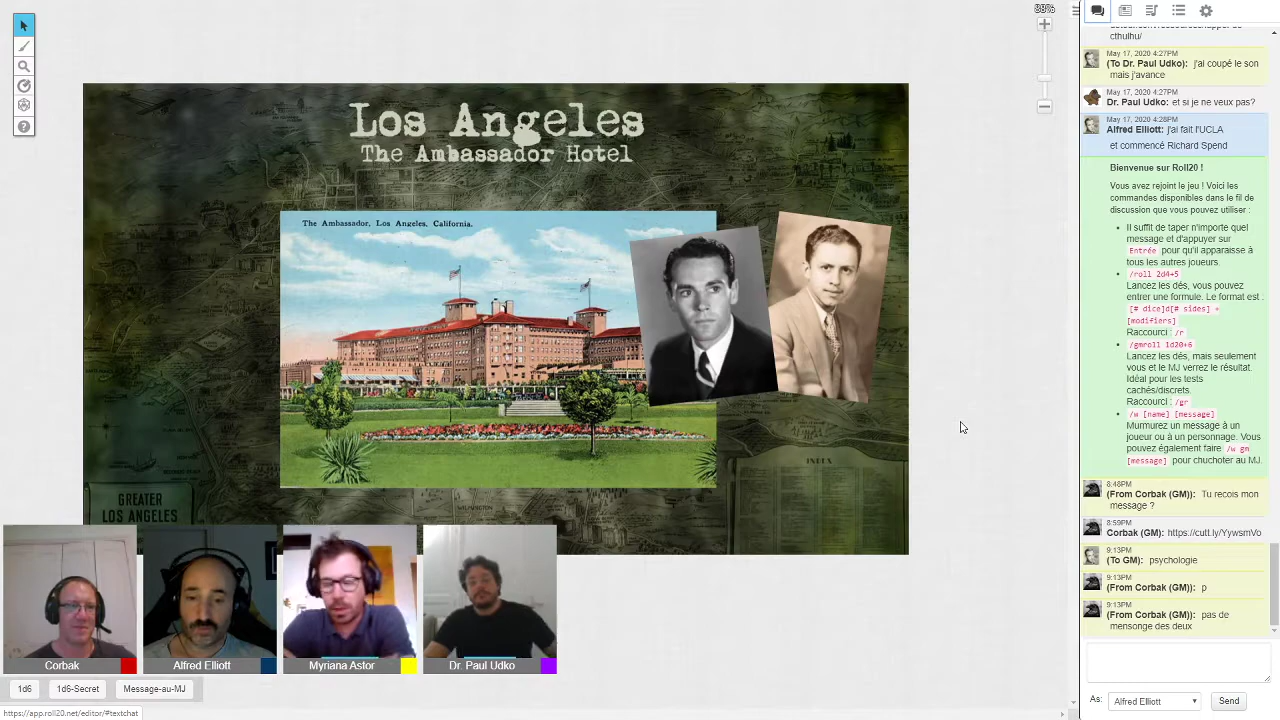 88%
Los Angeles
The Ambassador Hotel
The Ambassador, Los Angeles, California.
GREATER
LOS ANGELES
WILMINGTON
INDEX
Corbak
Alfred Elliott
Myriana Astor
Dr. Paul Udko
1d6
1d6-Secret
Message-au-MJ
https://app.roll20.net/editor/#textchat
cthulhu/
May 17, 2020 4:27PM
(To Dr. Paul Udko): j'ai coupé le son
mais j'avance
May 17, 2020 4:27PM
Dr. Paul Udko: et si je ne veux pas?
May 17, 2020 4:28PM
Alfred Elliott: j'ai fait l'UCLA
et commencé Richard Spend
Bienvenue sur Roll20 !
Vous avez rejoint le jeu ! Voici les
commandes disponibles dans le fil de
discussion que vous pouvez utiliser :
Il suffit de taper n'importe quel
message et d'appuyer sur
Entrée pour qu'il apparaisse à
tous les autres joueurs.
/roll 2d4+5
Lancez les dés, vous pouvez
entrer une formule. Le format est :
[# dice]d[# sides] +
[modifiers]
Raccourci : /r
/gmroll 1d20+6
Lancez les dés, mais seulement
vous et le MJ verrez le résultat.
Idéal pour les tests
cachés/discrets.
Raccourci : /gr
/w [name] [message]
Murmurez un message à un
joueur ou à un personnage. Vous
pouvez également faire /w gm
[message] pour chuchoter au MJ.
8:48PM
(From Corbak (GM)): Tu recois mon
message ?
8:59PM
Corbak (GM): https://cutt.ly/YywsmVo
9:13PM
(To GM): psychologie
9:13PM
(From Corbak (GM)): p
9:13PM
(From Corbak (GM)): pas de
mensonge des deux
As:
Alfred Elliott
Send